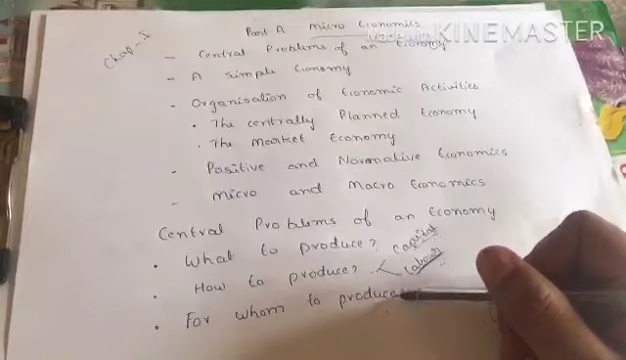 Part A Micro Economics
Made with KINEMASTER
Chap-I
- Central Problems of an Economy
- A Simple Economy
- Organisation of Economic Activities
• The Centrally Planned Economy
• The Market Economy
- Positive and Normative Economics
- Micro and Macro Economics
Central Problems of an Economy
• What to produce?
• How to produce? Capital
Labour
• For whom to produce